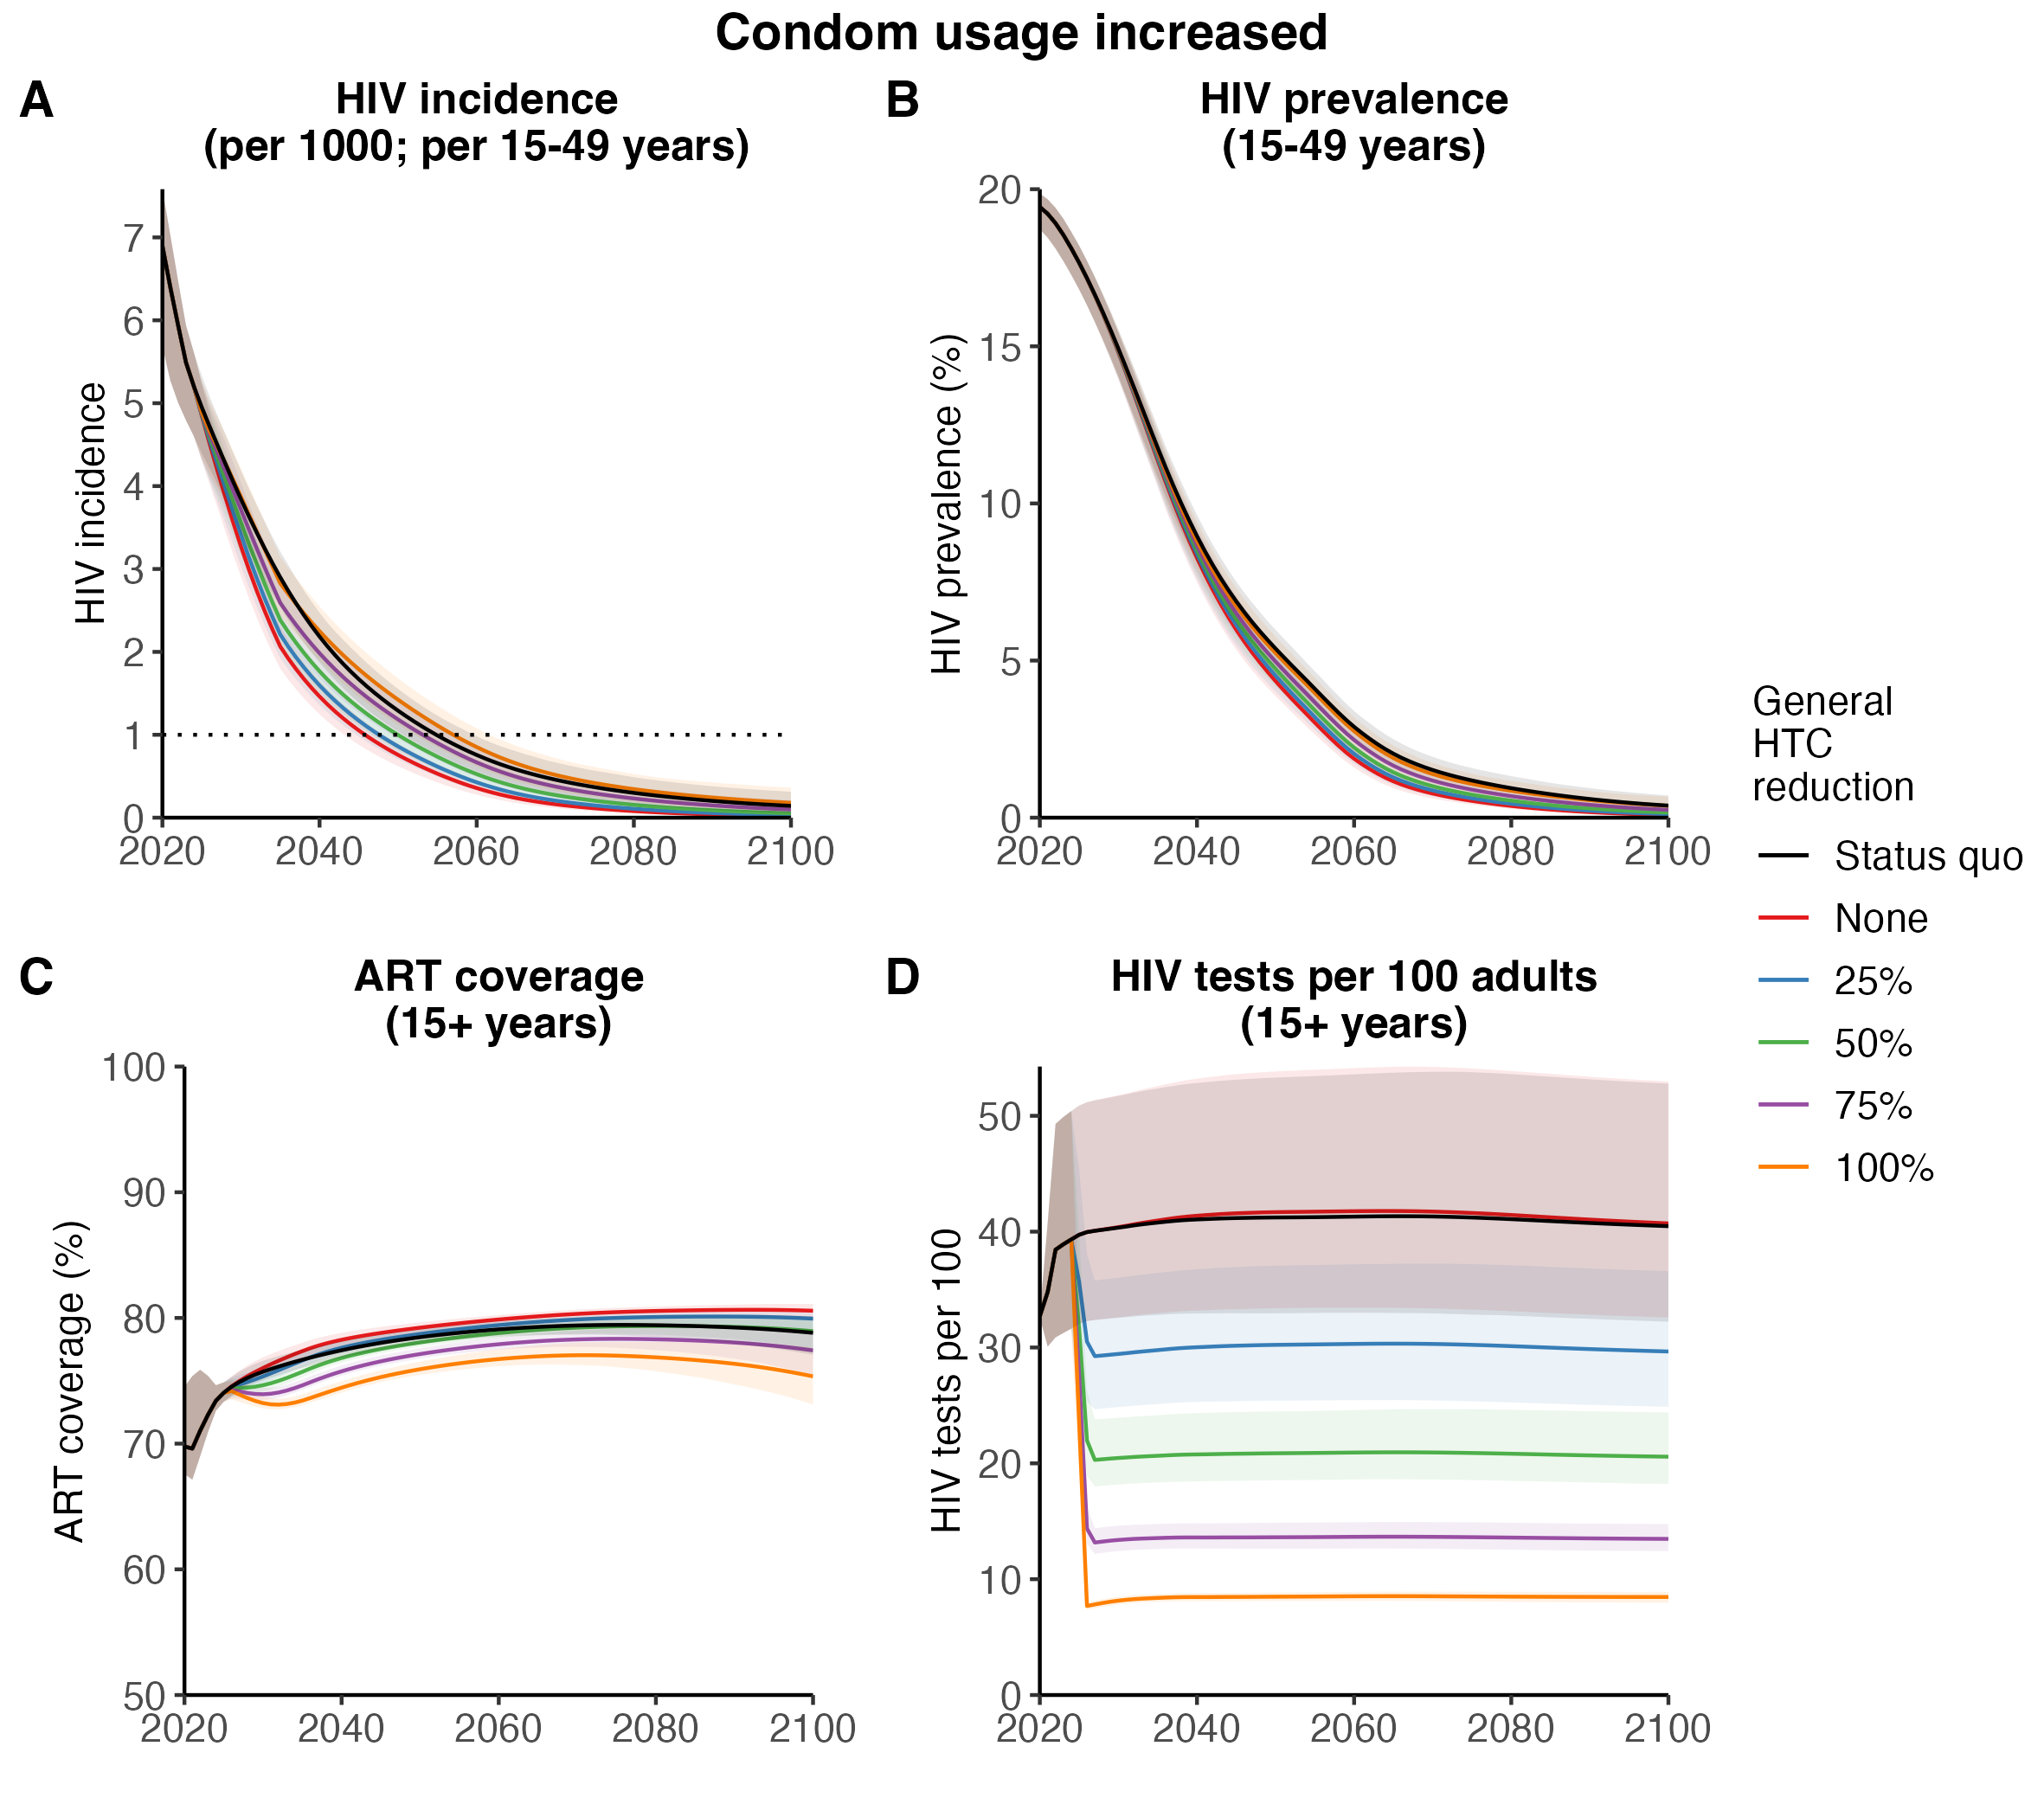 Condom usage increased
A
HIV incidence
(per 1000; per 15-49 years)
HIV incidence
7
6
5
4
3
2
1
0
2020 2040 2060 2080 2100
B
HIV prevalence
(15-49 years)
HIV prevalence (%)
20
15
10
5
0
2020 2040 2060 2080 2100
C
ART coverage
(15+ years)
ART coverage (%)
100
90
80
70
60
50
2020 2040 2060 2080 2100
D
HIV tests per 100 adults
(15+ years)
HIV tests per 100
50
40
30
20
10
0
2020 2040 2060 2080 2100
General
HTC
reduction
Status quo
None
25%
50%
75%
100%